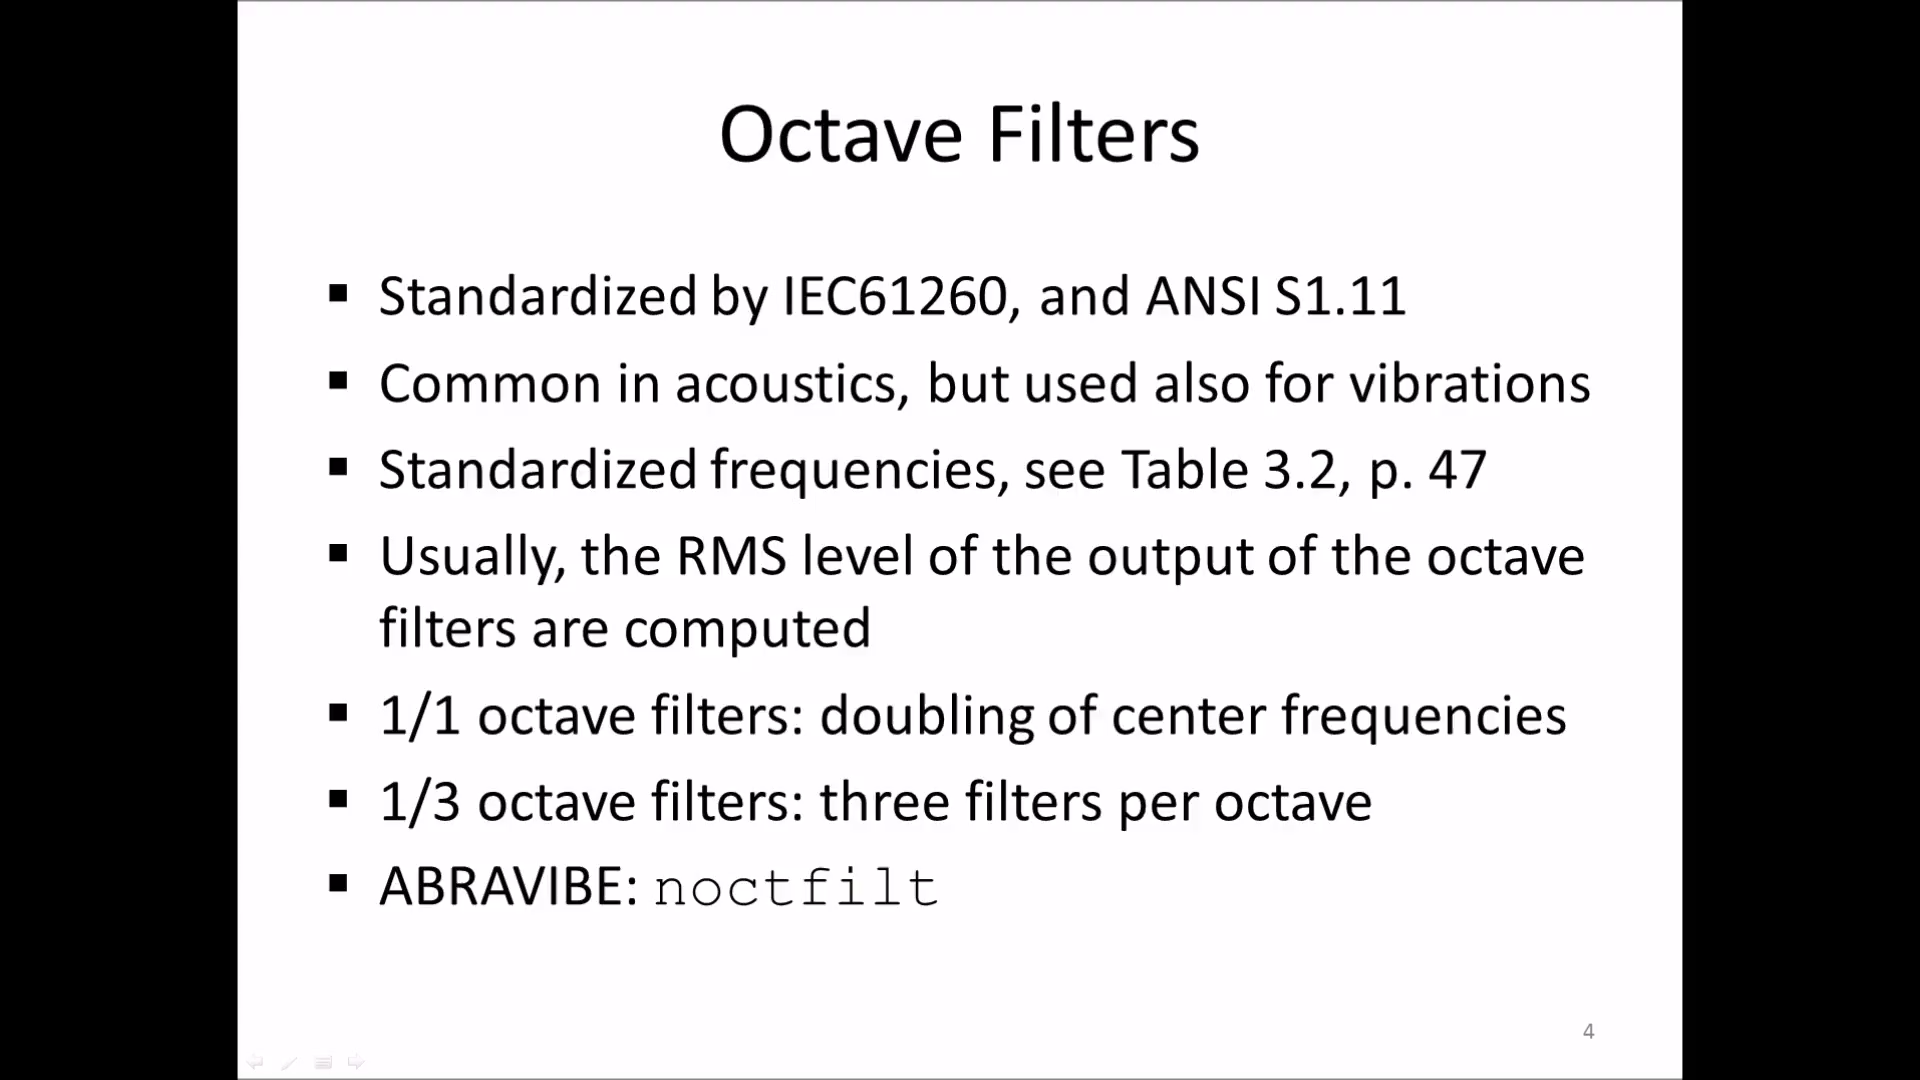 Octave Filters
▪ Standardized by IEC61260, and ANSI S1.11
▪ Common in acoustics, but used also for vibrations
▪ Standardized frequencies, see Table 3.2, p. 47
▪ Usually, the RMS level of the output of the octave
filters are computed
▪ 1/1 octave filters: doubling of center frequencies
▪ 1/3 octave filters: three filters per octave
▪ ABRAVIBE: noctfilt
4